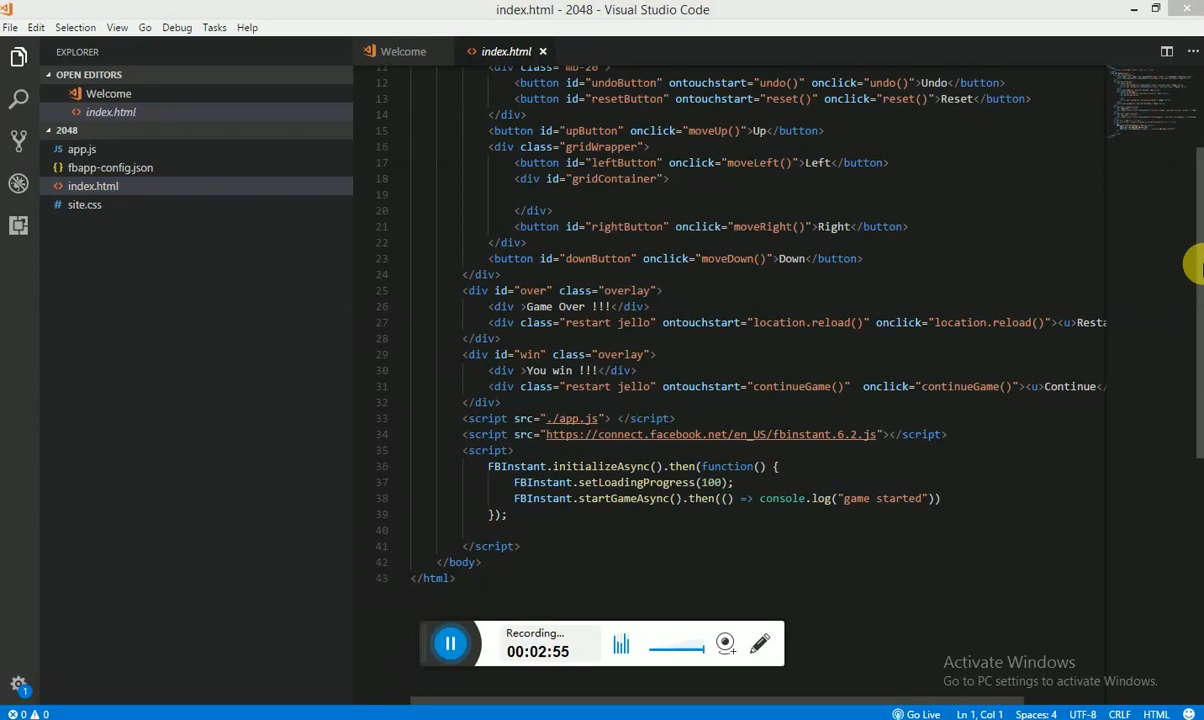 index.html - 2048 - Visual Studio Code
File Edit Selection View Go Debug Tasks Help
EXPLORER
OPEN EDITORS
Welcome
index.html
2048
app.js
{} fbapp-config.json
<> index.html
# site.css
Welcome
<> index.html ×
11 <div class="mb-20">
12 <button id="undoButton" ontouchstart="undo()" onclick="undo()">Undo</button>
13 <button id="resetButton" ontouchstart="reset()" onclick="reset()">Reset</button>
14 </div>
15 <button id="upButton" onclick="moveUp()">Up</button>
16 <div class="gridWrapper">
17 <button id="leftButton" onclick="moveLeft()">Left</button>
18 <div id="gridContainer">
19
20 </div>
21 <button id="rightButton" onclick="moveRight()">Right</button>
22 </div>
23 <button id="downButton" onclick="moveDown()">Down</button>
24 </div>
25 <div id="over" class="overlay">
26 <div >Game Over !!!</div>
27 <div class="restart jello" ontouchstart="location.reload()" onclick="location.reload()"><u>Resta
28 </div>
29 <div id="win" class="overlay">
30 <div >You win !!!</div>
31 <div class="restart jello" ontouchstart="continueGame()" onclick="continueGame()"><u>Continue</
32 </div>
33 <script src="./app.js"> </script>
34 <script src="https://connect.facebook.net/en_US/fbinstant.6.2.js"></script>
35 <script>
36 FBInstant.initializeAsync().then(function() {
37 FBInstant.setLoadingProgress(100);
38 FBInstant.startGameAsync().then(() => console.log("game started"))
39 });
40
41 </script>
42 </body>
43 </html>
Recording...
00:02:55
Activate Windows
Go to PC settings to activate Windows.
1
0 0 Go Live Ln 1, Col 1 Spaces: 4 UTF-8 CRLF HTML